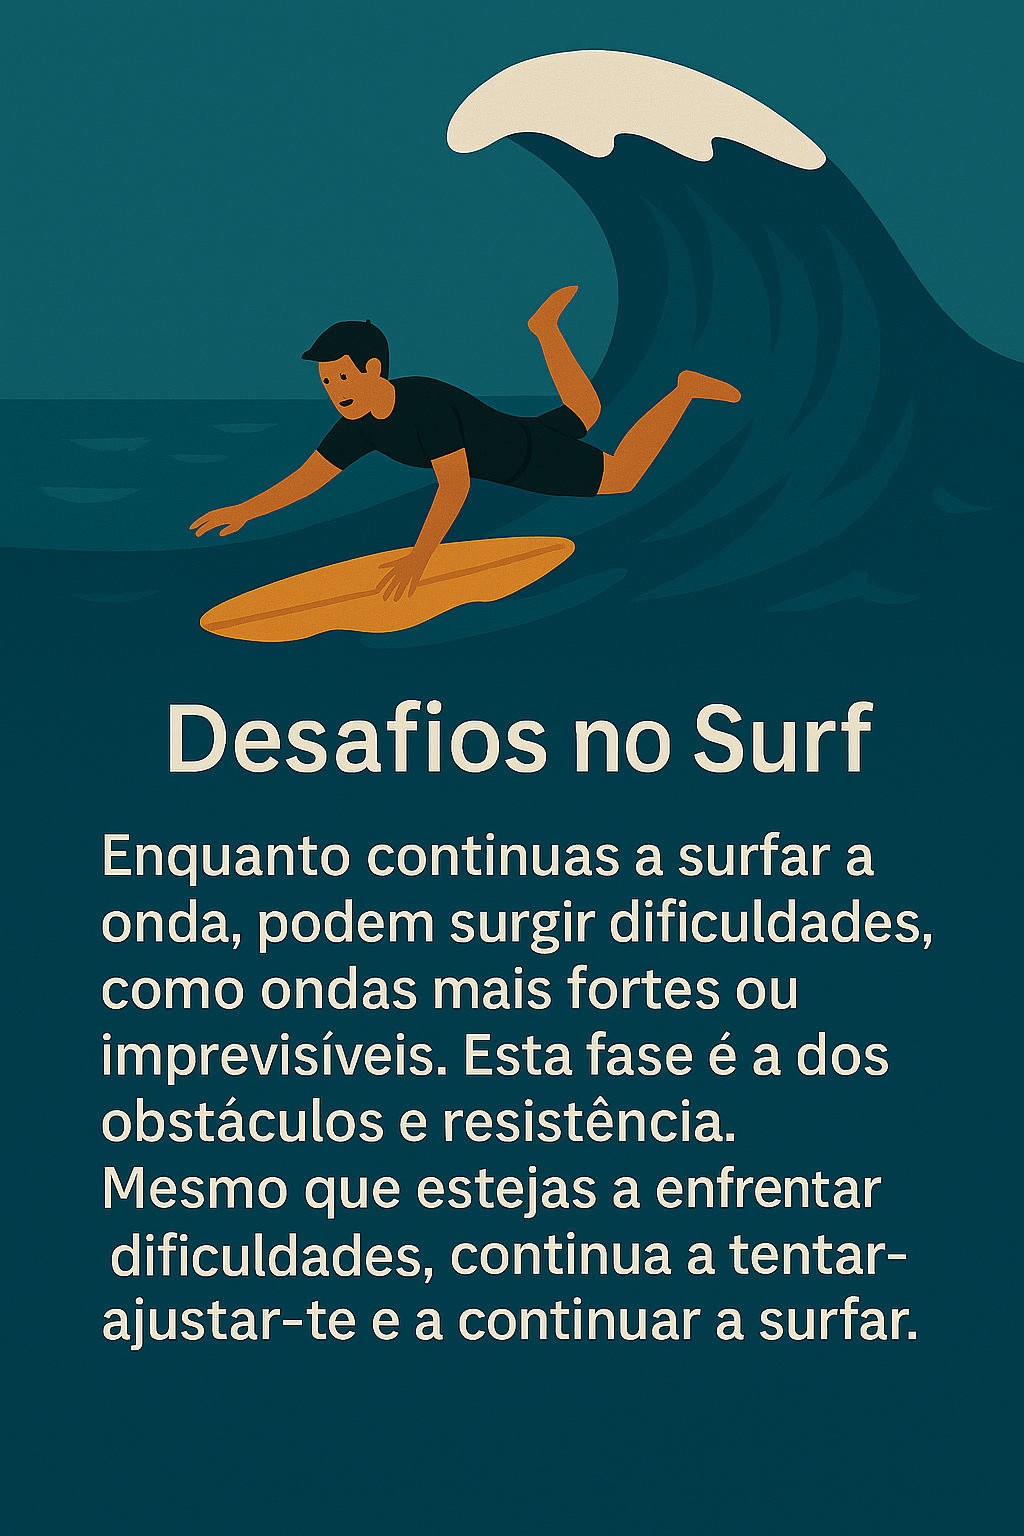 Desafios no Surf
Enquanto continuas a surfar a
onda, podem surgir dificuldades,
como ondas mais fortes ou
imprevisíveis. Esta fase é a dos
obstáculos e resistência.
Mesmo que estejas a enfrentar
dificuldades, continua a tentar-
ajustar-te e a continuar a surfar.